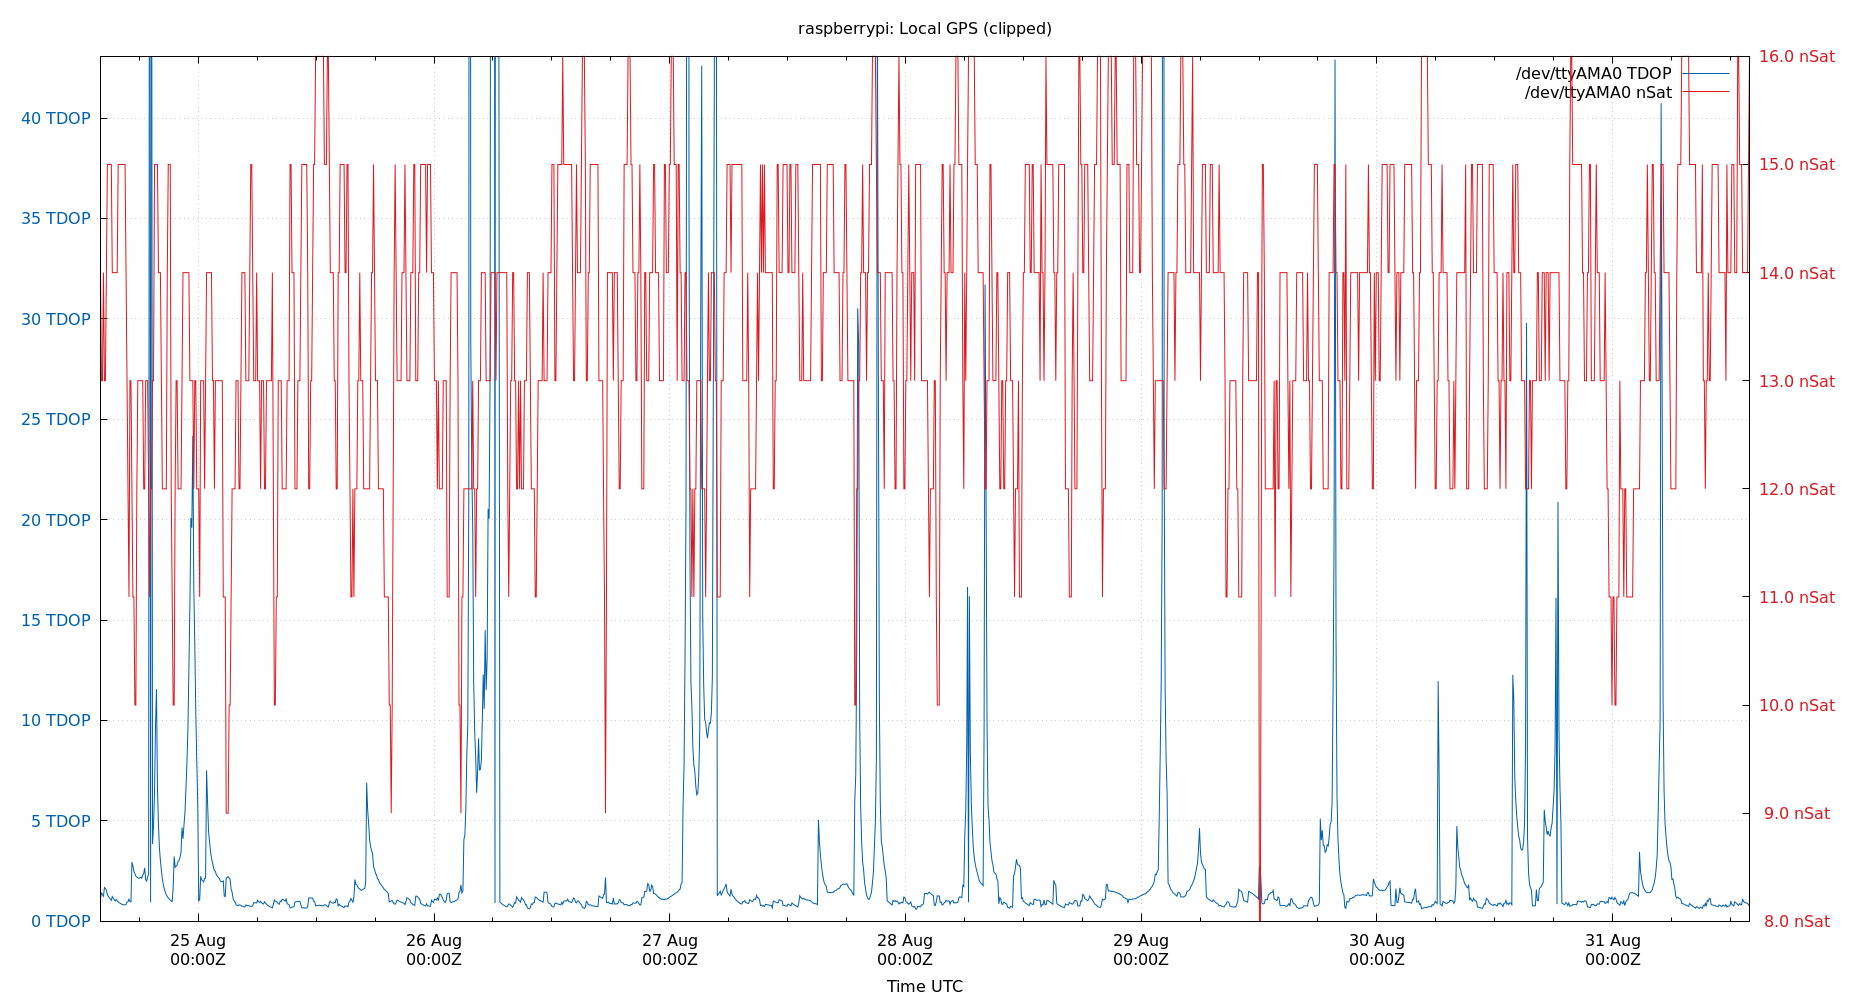 raspberrypi: Local GPS (clipped)
16.0 nSat
/dev/ttyAMA0 TDOP
/dev/ttyAMA0 nSat
40 TDOP
15.0 nSat
35 TDOP
14.0 nSat
30 TDOP
13.0 nSat
25 TDOP
12.0 nSat
20 TDOP
11.0 nSat
15 TDOP
10.0 nSat
10 TDOP
9.0 nSat
5 TDOP
0 TDOP
8.0 nSat
25 Aug 26 Aug 27 Aug 28 Aug 29 Aug 30 Aug 31 Aug
00:00Z 00:00Z 00:00Z 00:00Z 00:00Z 00:00Z 00:00Z
Time UTC